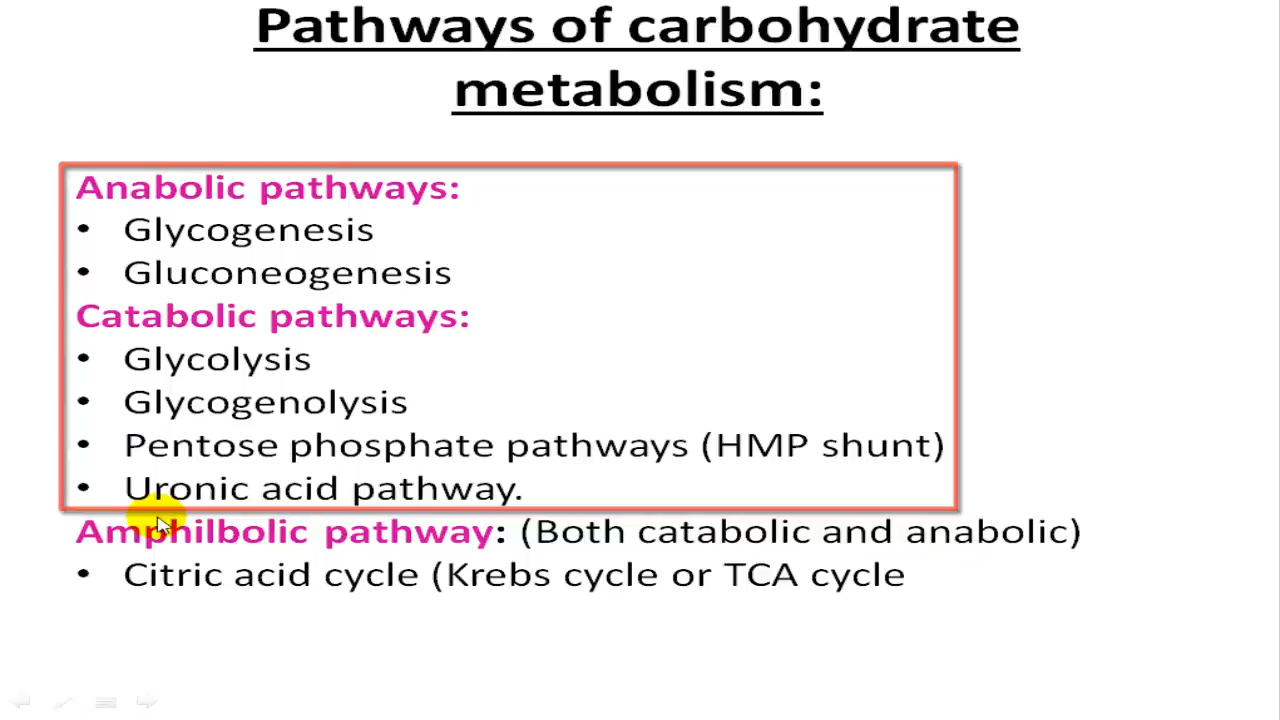 Pathways of carbohydrate
metabolism:
Anabolic pathways:
• Glycogenesis
• Gluconeogenesis
Catabolic pathways:
• Glycolysis
• Glycogenolysis
• Pentose phosphate pathways (HMP shunt)
• Uronic acid pathway.
Amphilbolic pathway: (Both catabolic and anabolic)
• Citric acid cycle (Krebs cycle or TCA cycle